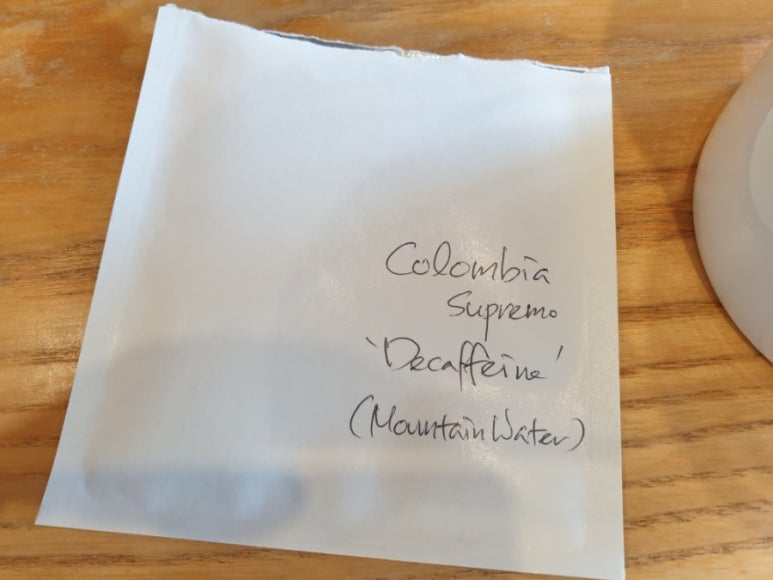 Colombia
Supremo
'Decaffeine'
(Mountain Water)